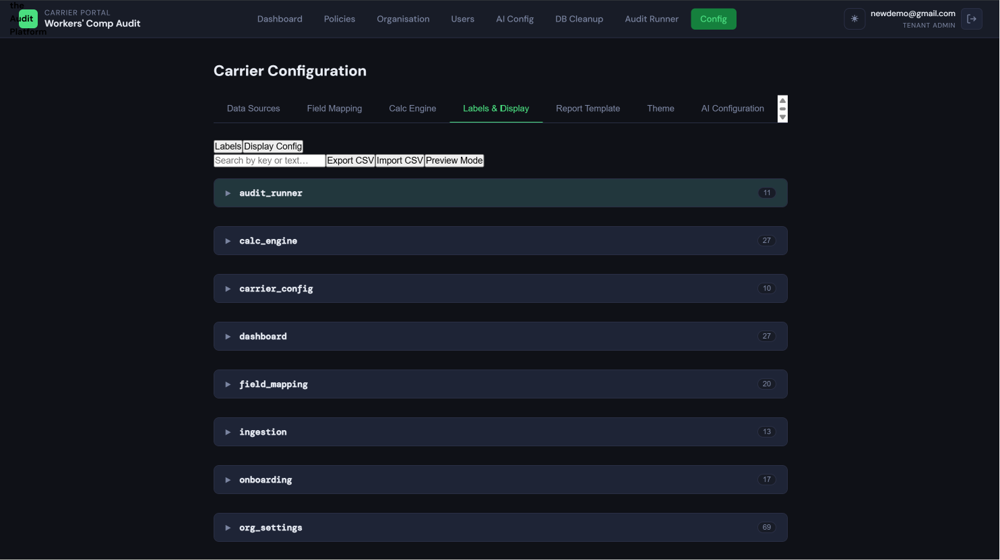 the
Audit
Platform
CARRIER PORTAL
Workers' Comp Audit
Dashboard Policies Organisation Users AI Config DB Cleanup Audit Runner Config
newdemo@gmail.com
TENANT ADMIN
Carrier Configuration
Data Sources Field Mapping Calc Engine Labels & Display Report Template Theme AI Configuration
Labels Display Config
Search by key or text... Export CSV Import CSV Preview Mode
audit_runner 11
calc_engine 27
carrier_config 10
dashboard 27
field_mapping 20
ingestion 13
onboarding 17
org_settings 69